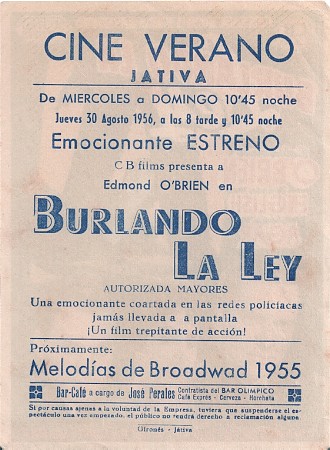 CINE VERANO
JATIVA
De MIERCOLES a DOMINGO 10'45 noche
Jueves 30 Agosto 1956, a las 8 tarde y 10'45 noche
Emocionante ESTRENO
CB films presenta a
Edmond O'BRIEN en
BURLANDO
LA LEY
AUTORIZADA MAYORES
Una emocionante coartada en las redes policiacas
jamás llevada a  a pantalla
¡Un film trepitante de acción!
Próximamente:
Melodías de Broadwad 1955
Bar-Café a cargo de José Perales
Contratista del BAR OLIMPICO
Café Exprés - Cerveza - Horchata
Si por causas ajenas a la voluntad de la Empresa, tuviera que suspenderse el es-
pectáculo una vez empezado, el público no tendrá derecho a reclamación alguna
Gironés - Játiva